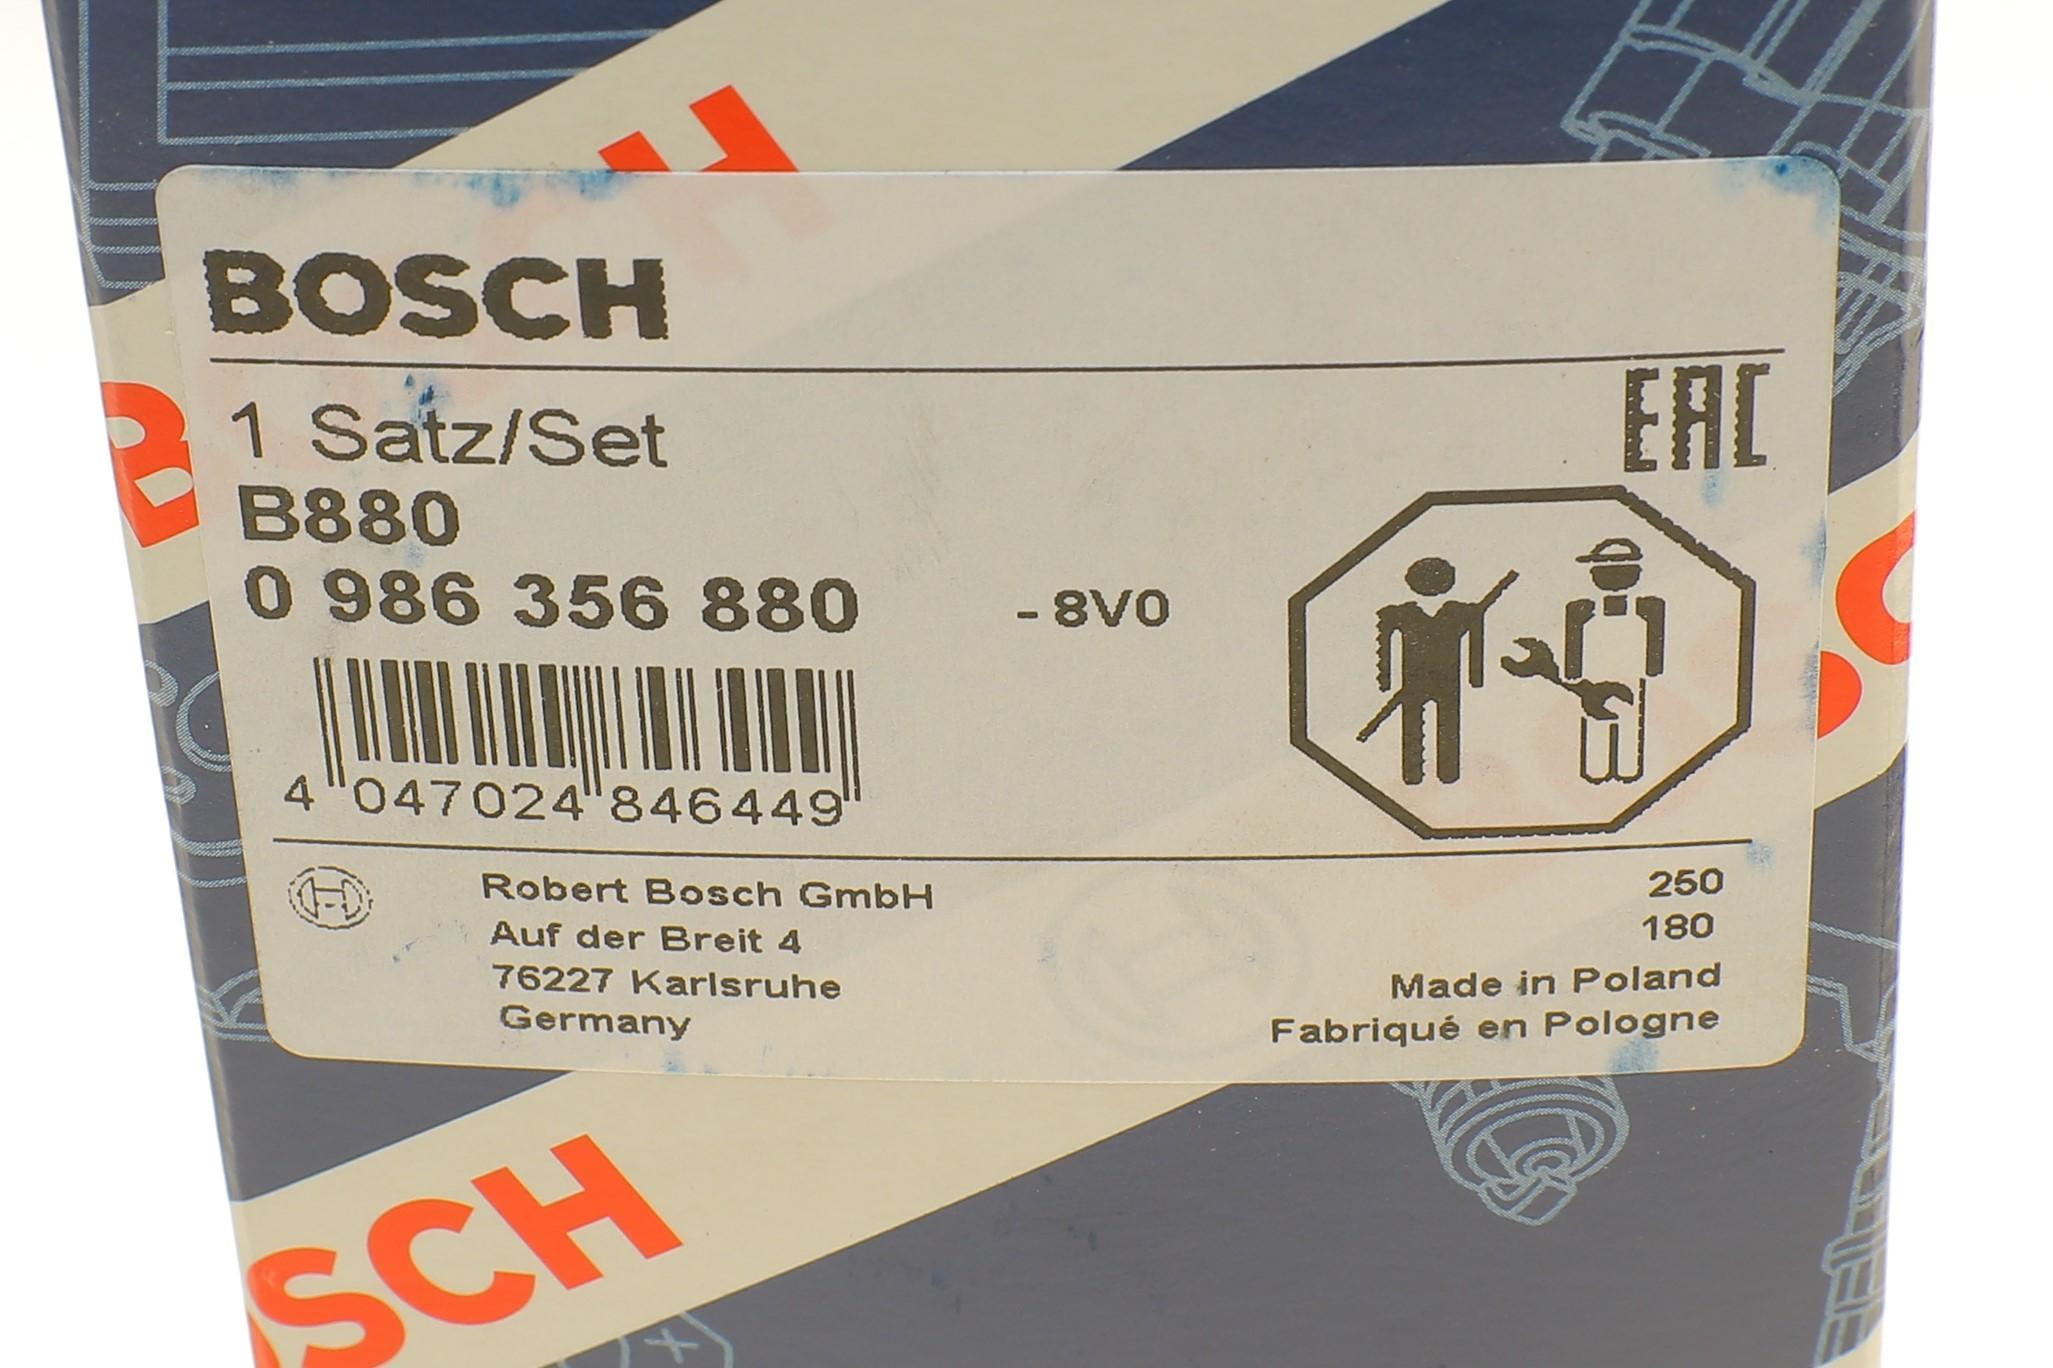 BOSCH
EAC
1 Satz/Set
B880
0 986 356 880 -8V0
4 047024 846449
Robert Bosch GmbH
Auf der Breit 4
76227 Karlsruhe
Germany
250
180
Made in Poland
Fabriqué en Pologne